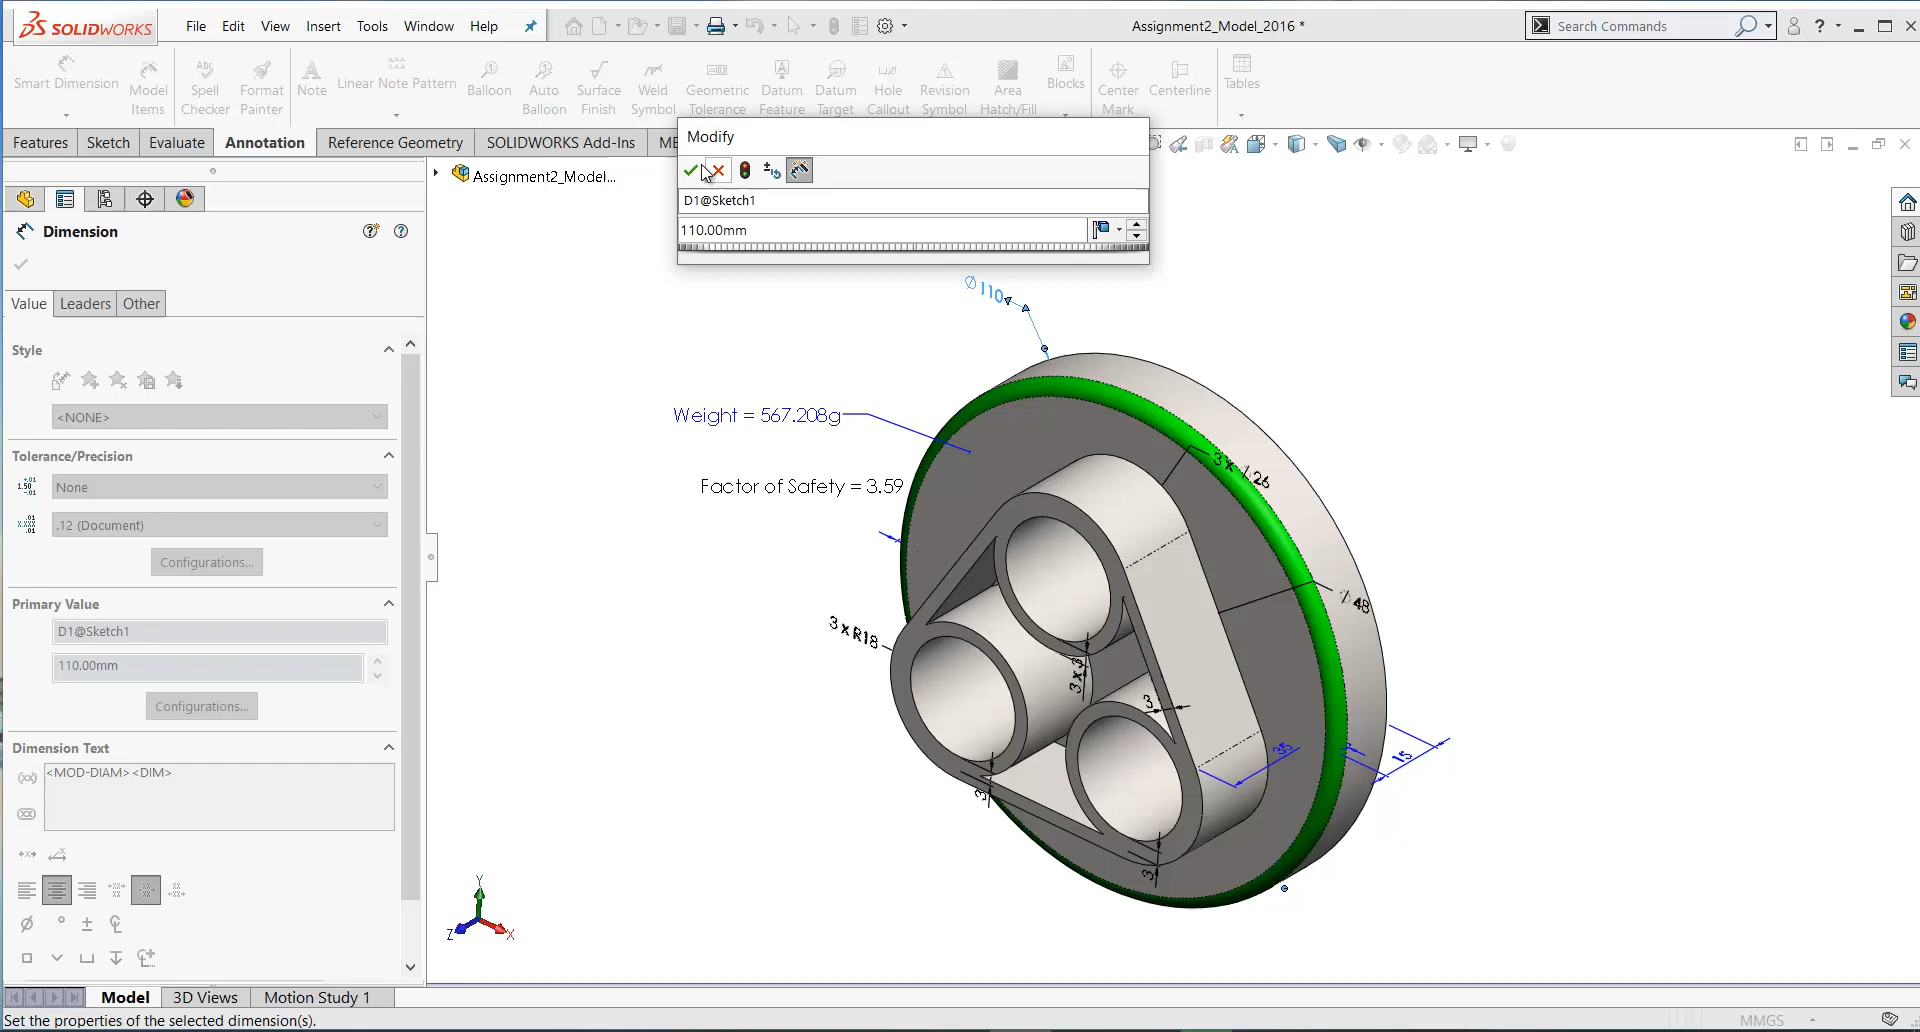 SOLIDWORKS File Edit View Insert Tools Window Help Assignment2_Model_2016 * Search Commands ?
Smart Dimension
Model Items
Spell Checker
Format Painter
Note
Linear Note Pattern
Balloon
Auto Balloon
Surface Finish
Weld Symbol
Geometric Tolerance
Datum Feature
Datum Target
Hole Callout
Revision Symbol
Area Hatch/Fill
Blocks
Center Mark
Centerline
Tables
Features Sketch Evaluate Annotation Reference Geometry SOLIDWORKS Add-Ins
Modify
D1@Sketch1
110.00mm
Assignment2_Model...
Dimension
Value Leaders Other
Style
<NONE>
Tolerance/Precision
None
.12 (Document)
Configurations...
Primary Value
D1@Sketch1
110.00mm
Configurations...
Dimension Text
<MOD-DIAM><DIM>
∅110
Weight = 567.208g
Factor of Safety = 3.59
3 x 126
∅48
3 x R18
3 x 3
3
35
15
3
3
Y
Z
X
Model 3D Views Motion Study 1
Set the properties of the selected dimension(s).
MMGS